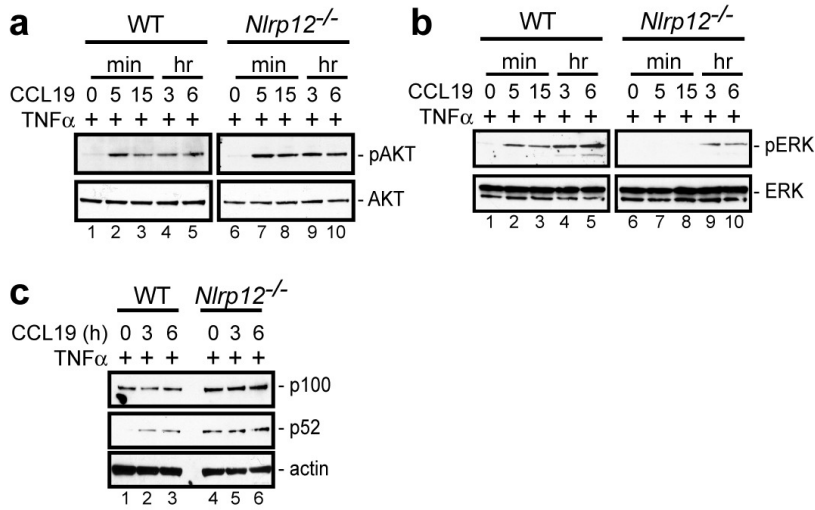 a
WT Nlrp12-/-
min hr min hr
CCL19 0 5 15 3 6 0 5 15 3 6
TNFα + + + + + + + + + +
- pAKT
- AKT
1 2 3 4 5 6 7 8 9 10
b
WT Nlrp12-/-
min hr min hr
CCL19 0 5 15 3 6 0 5 15 3 6
TNFα + + + + + + + + + +
- pERK
- ERK
1 2 3 4 5 6 7 8 9 10
c
WT Nlrp12-/-
CCL19 (h) 0 3 6 0 3 6
TNFα + + + + + +
- p100
- p52
- actin
1 2 3 4 5 6